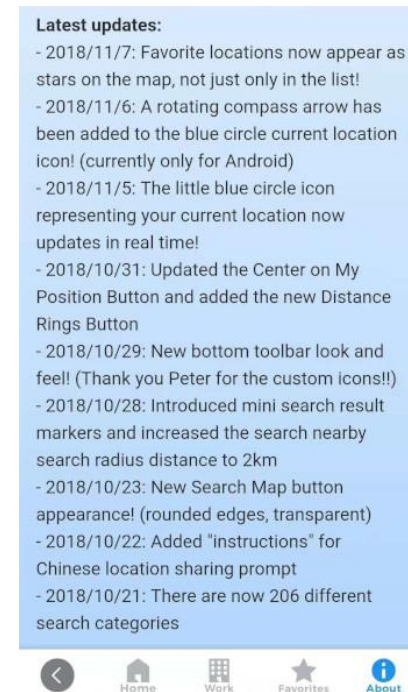 Latest updates:
- 2018/11/7: Favorite locations now appear as
stars on the map, not just only in the list!
- 2018/11/6: A rotating compass arrow has
been added to the blue circle current location
icon! (currently only for Android)
- 2018/11/5: The little blue circle icon
representing your current location now
updates in real time!
- 2018/10/31: Updated the Center on My
Position Button and added the new Distance
Rings Button
- 2018/10/29: New bottom toolbar look and
feel! (Thank you Peter for the custom icons!!)
- 2018/10/28: Introduced mini search result
markers and increased the search nearby
search radius distance to 2km
- 2018/10/23: New Search Map button
appearance! (rounded edges, transparent)
- 2018/10/22: Added "instructions" for
Chinese location sharing prompt
- 2018/10/21: There are now 206 different
search categories
Home Work Favorites About